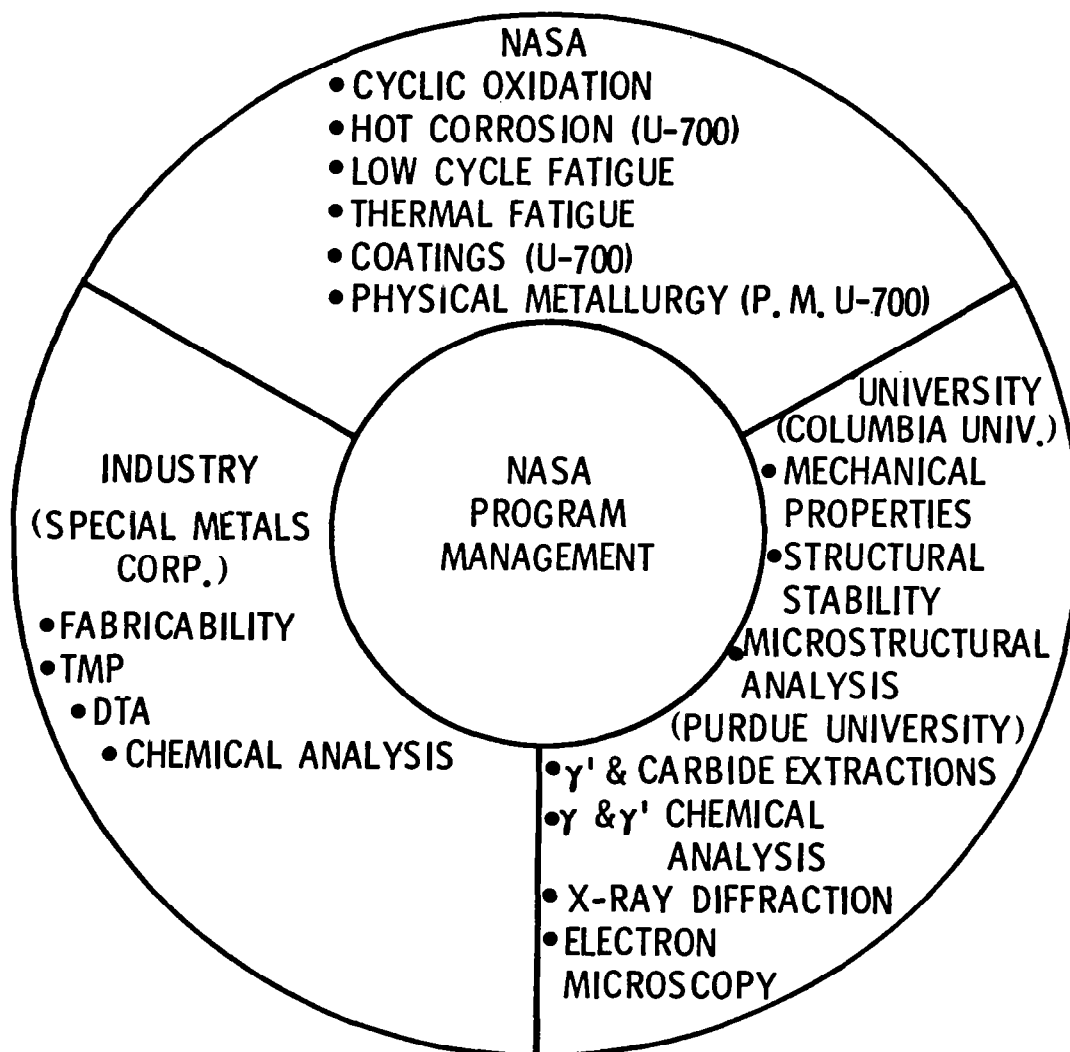 NASA
• CYCLIC OXIDATION
• HOT CORROSION (U-700)
• LOW CYCLE FATIGUE
• THERMAL FATIGUE
• COATINGS (U-700)
• PHYSICAL METALLURGY (P. M. U-700)
NASA
PROGRAM
MANAGEMENT
INDUSTRY
(SPECIAL METALS
CORP.)
• FABRICABILITY
• TMP
• DTA
• CHEMICAL ANALYSIS
UNIVERSITY
(COLUMBIA UNIV.)
• MECHANICAL
PROPERTIES
• STRUCTURAL
STABILITY
• MICROSTRUCTURAL
ANALYSIS
(PURDUE UNIVERSITY)
• γ' & CARBIDE EXTRACTIONS
• γ & γ' CHEMICAL
ANALYSIS
• X-RAY DIFFRACTION
• ELECTRON
MICROSCOPY